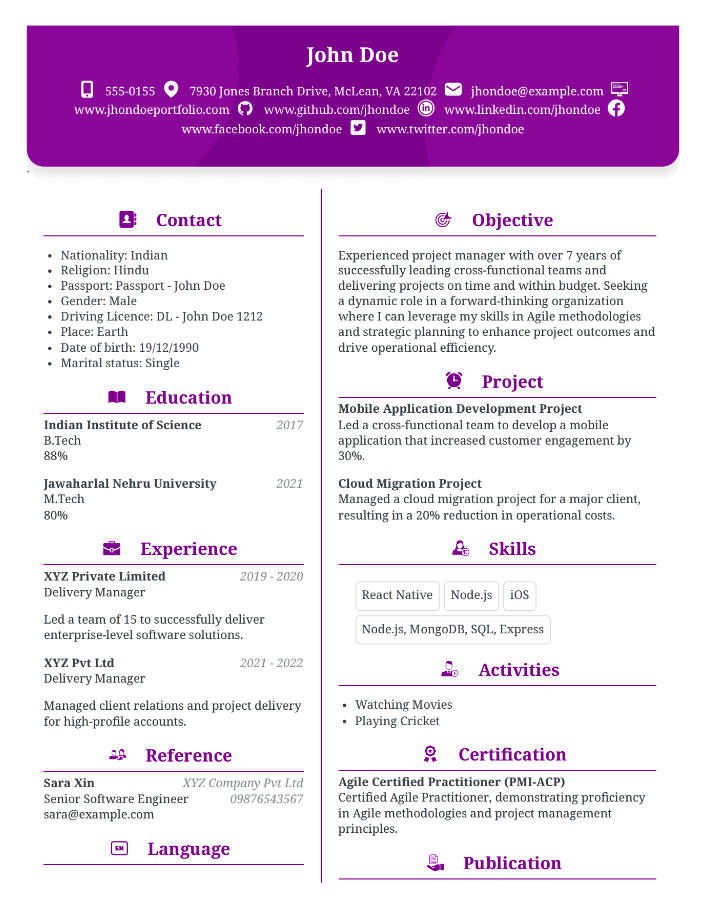 John Doe
555-0155 7930 Jones Branch Drive, McLean, VA 22102 jhondoe@example.com
www.jhondoeportfolio.com www.github.com/jhondoe www.linkedin.com/jhondoe
www.facebook.com/jhondoe www.twitter.com/jhondoe
.
Contact
• Nationality: Indian
• Religion: Hindu
• Passport: Passport - John Doe
• Gender: Male
• Driving Licence: DL - John Doe 1212
• Place: Earth
• Date of birth: 19/12/1990
• Marital status: Single
Education
Indian Institute of Science 2017
B.Tech
88%
Jawaharlal Nehru University 2021
M.Tech
80%
Experience
XYZ Private Limited 2019 - 2020
Delivery Manager
Led a team of 15 to successfully deliver
enterprise-level software solutions.
XYZ Pvt Ltd 2021 - 2022
Delivery Manager
Managed client relations and project delivery
for high-profile accounts.
Reference
Sara Xin XYZ Company Pvt Ltd
Senior Software Engineer 09876543567
sara@example.com
Language
Objective
Experienced project manager with over 7 years of
successfully leading cross-functional teams and
delivering projects on time and within budget. Seeking
a dynamic role in a forward-thinking organization
where I can leverage my skills in Agile methodologies
and strategic planning to enhance project outcomes and
drive operational efficiency.
Project
Mobile Application Development Project
Led a cross-functional team to develop a mobile
application that increased customer engagement by
30%.
Cloud Migration Project
Managed a cloud migration project for a major client,
resulting in a 20% reduction in operational costs.
Skills
React Native Node.js iOS
Node.js, MongoDB, SQL, Express
Activities
• Watching Movies
• Playing Cricket
Certification
Agile Certified Practitioner (PMI-ACP)
Certified Agile Practitioner, demonstrating proficiency
in Agile methodologies and project management
principles.
Publication